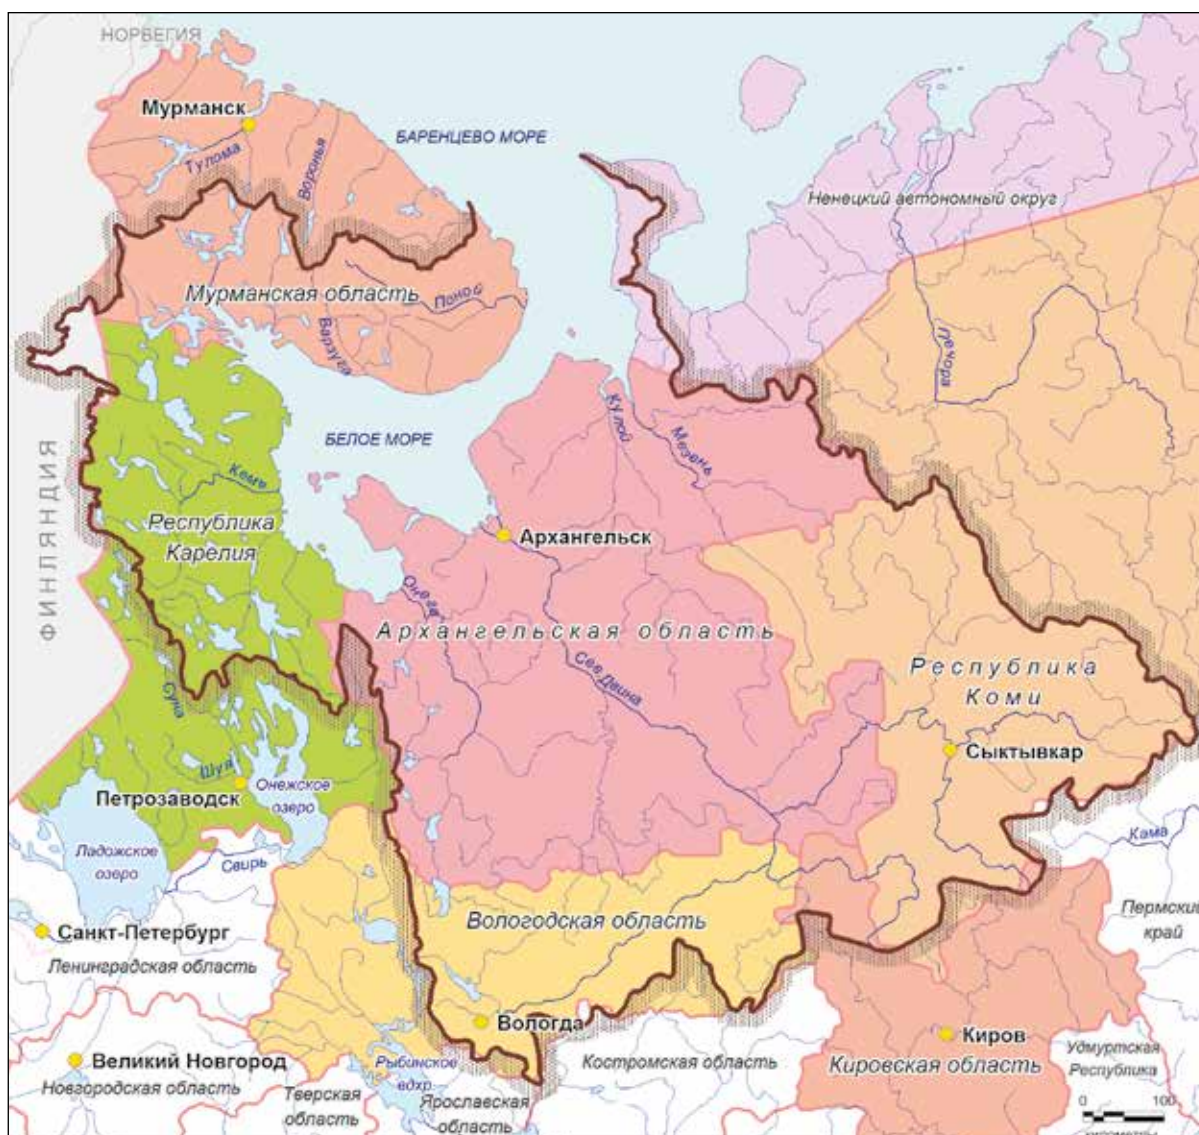 НОРВЕГИЯ
Мурманск
Тулома
Воронья
БАРЕНЦЕВО МОРЕ
Ненецкий автономный округ
Мурманская область
Поной
Варзуга
Печора
ФИНЛЯНДИЯ
БЕЛОЕ МОРЕ
Кулой
Мезень
Кемь
Республика
Карелия
Архангельск
Онега
Архангельская область
Сев.Двина
Республика
Коми
Суна
Шуя
Сыктывкар
Петрозаводск
Онежское
озеро
Ладожское
озеро
Свирь
Кама
Вологодская область
Пермский
край
Санкт-Петербург
Ленинградская область
Вологда
Киров
Великий Новгород
Новгородская область
Рыбинское
вдхр.
Костромская область
Кировская область
Удмуртская
Республика
Тверская
область
Ярославская
область
0 100
километры